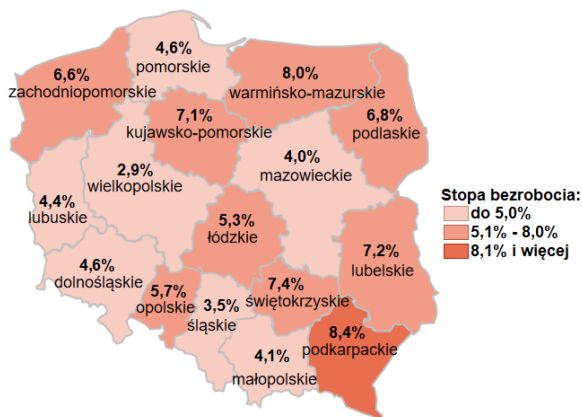 4,6%
pomorskie
6,6%
zachodniopomorskie
8,0%
warmińsko-mazurskie
6,8%
podlaskie
7,1%
kujawsko-pomorskie
2,9%
wielkopolskie
4,0%
mazowieckie
4,4%
lubuskie
5,3%
łódzkie
7,2%
lubelskie
4,6%
dolnośląskie
5,7%
opolskie
3,5%
śląskie
7,4%
świętokrzyskie
8,4%
podkarpackie
4,1%
małopolskie
Stopa bezrobocia:
do 5,0%
5,1% - 8,0%
8,1% i więcej